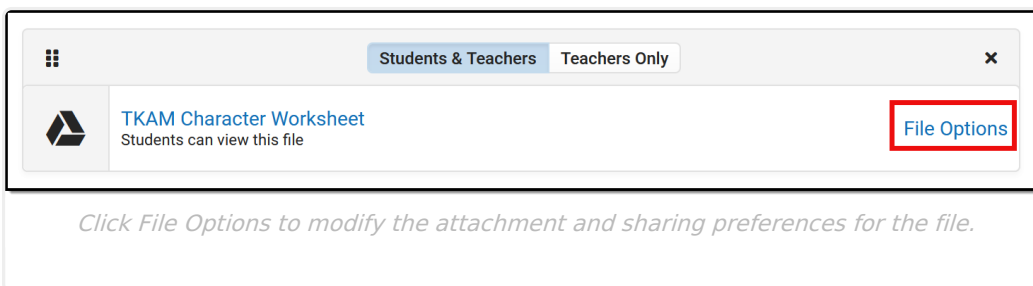 Students & Teachers Teachers Only
TKAM Character Worksheet
Students can view this file
File Options
Click File Options to modify the attachment and sharing preferences for the file.